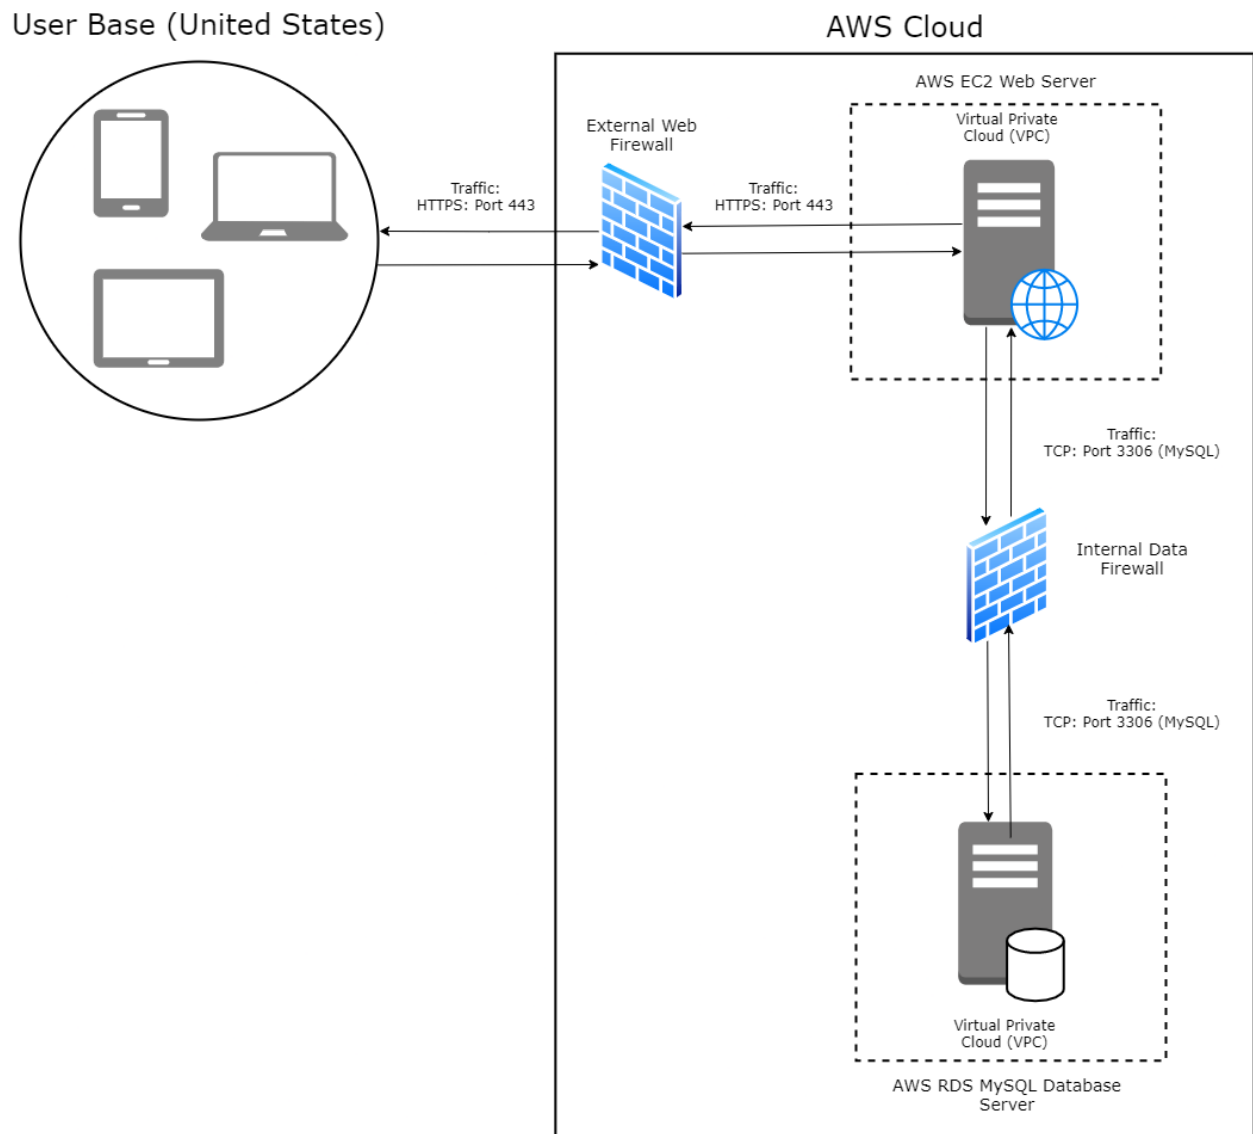 User Base (United States)
AWS Cloud
AWS EC2 Web Server
Virtual Private
Cloud (VPC)
External Web
Firewall
Traffic:
HTTPS: Port 443
Traffic:
HTTPS: Port 443
Traffic:
TCP: Port 3306 (MySQL)
Internal Data
Firewall
Traffic:
TCP: Port 3306 (MySQL)
Virtual Private
Cloud (VPC)
AWS RDS MySQL Database
Server